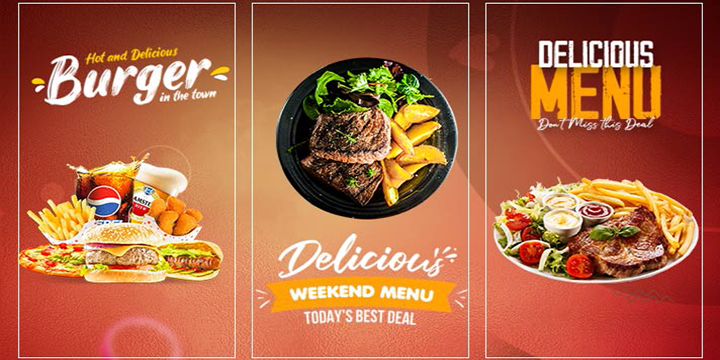 Hot and Delicious
Burger
in the town
Delicious
WEEKEND MENU
TODAY'S BEST DEAL
DELICIOUS
MENU
Don't Miss this Deal